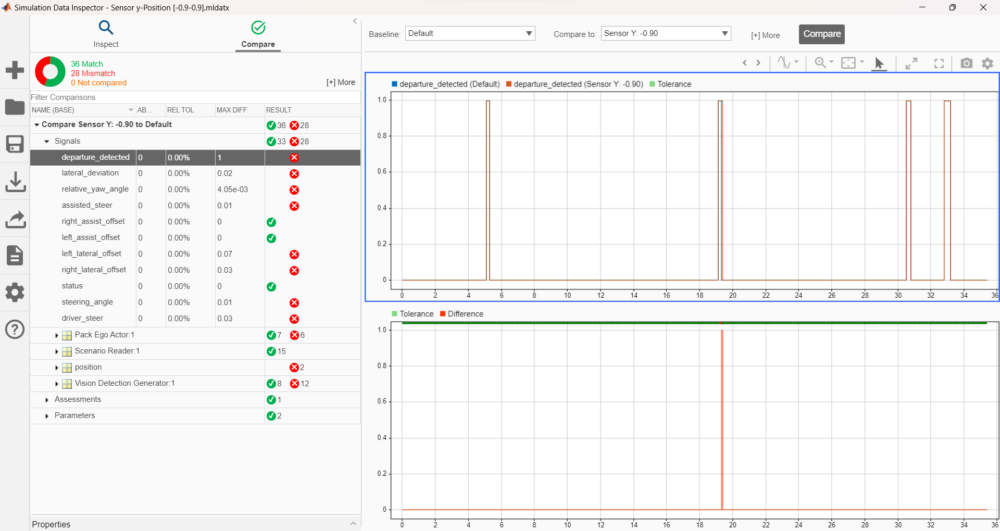 Simulation Data Inspector - Sensor y-Position [-0.9-0.9].mldatx
Inspect
Compare
36 Match
28 Mismatch
0 Not compared
[+] More
Filter Comparisons
NAME (BASE) AB... REL TOL MAX DIFF RESULT
Compare Sensor Y: -0.90 to Default 36 28
Signals 33 28
departure_detected 0 0.00% 1
lateral_deviation 0 0.00% 0.02
relative_yaw_angle 0 0.00% 4.05e-03
assisted_steer 0 0.00% 0.01
right_assist_offset 0 0.00% 0
left_assist_offset 0 0.00% 0
left_lateral_offset 0 0.00% 0.07
right_lateral_offset 0 0.00% 0.03
status 0 0.00% 0
steering_angle 0 0.00% 0.01
driver_steer 0 0.00% 0.03
Pack Ego Actor:1 7 6
Scenario Reader:1 15
position 2
Vision Detection Generator:1 8 12
Assessments 1
Parameters 2
Properties
Baseline: Default Compare to: Sensor Y: -0.90 [+] More Compare
departure_detected (Default) departure_detected (Sensor Y: -0.90) Tolerance
1.0
0.8
0.6
0.4
0.2
0
0 2 4 6 8 10 12 14 16 18 20 22 24 26 28 30 32 34 36
Tolerance Difference
1.0
0.8
0.6
0.4
0.2
0
0 2 4 6 8 10 12 14 16 18 20 22 24 26 28 30 32 34 36